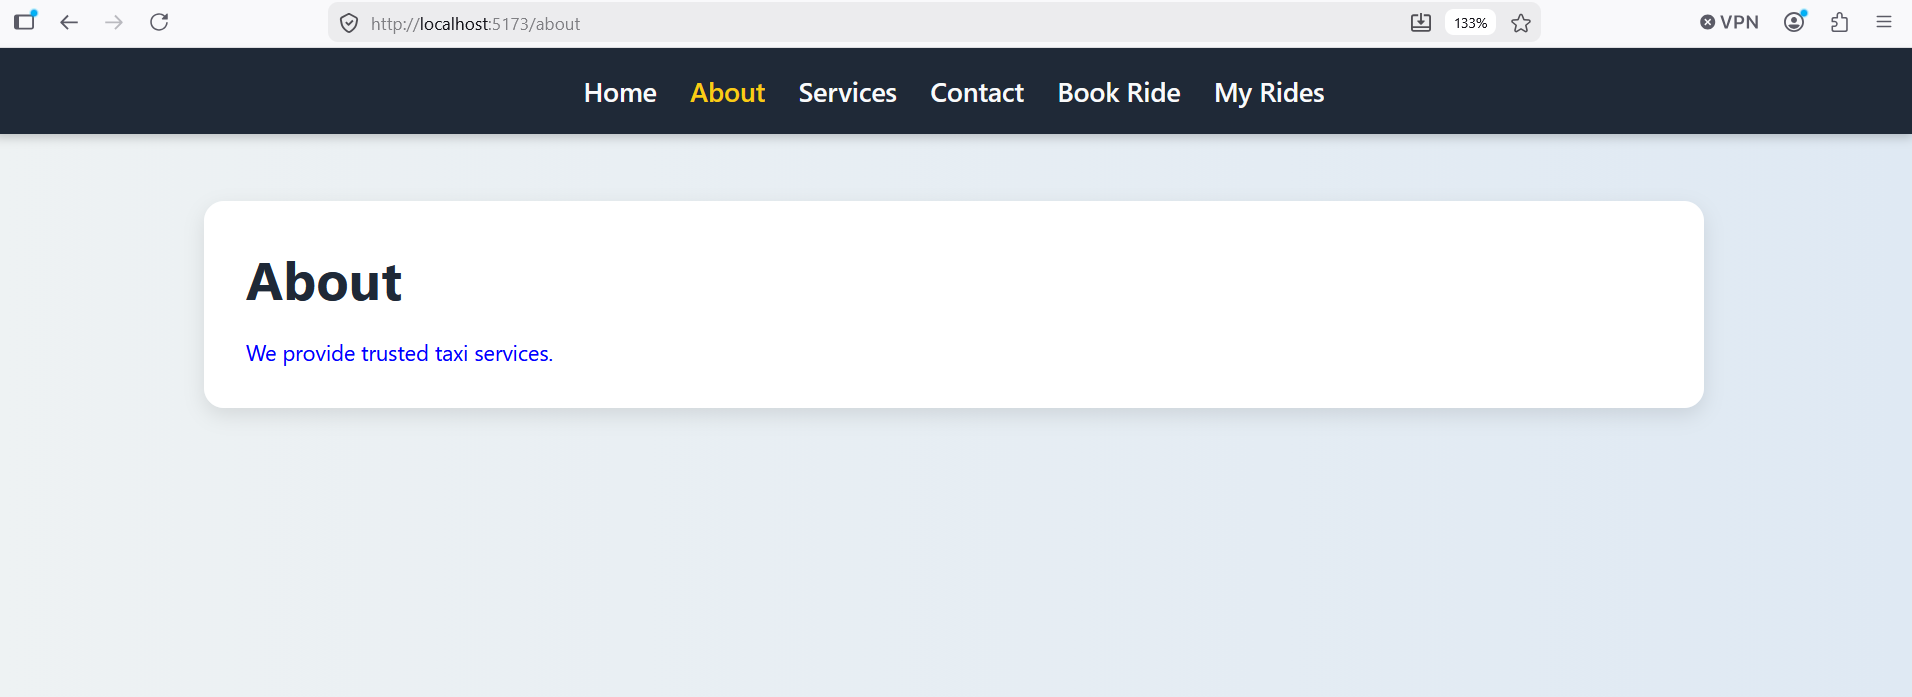 http://localhost:5173/about
133%
VPN
Home About Services Contact Book Ride My Rides
About
We provide trusted taxi services.